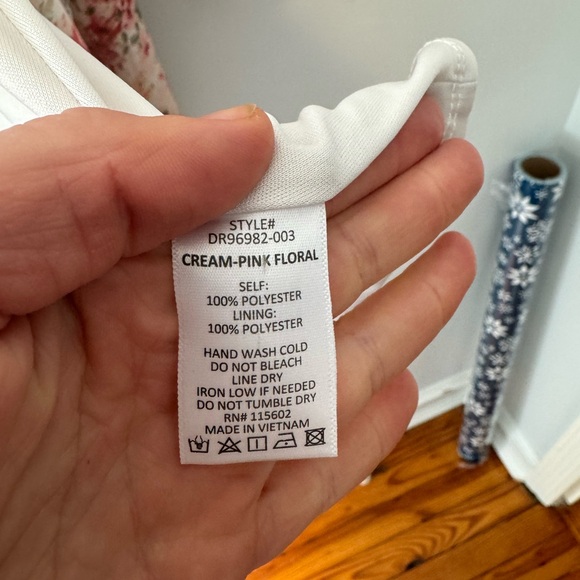 STYLE#
DR96982-003
CREAM-PINK FLORAL
SELF:
100% POLYESTER
LINING:
100% POLYESTER
HAND WASH COLD
DO NOT BLEACH
LINE DRY
IRON LOW IF NEEDED
DO NOT TUMBLE DRY
RN# 115602
MADE IN VIETNAM